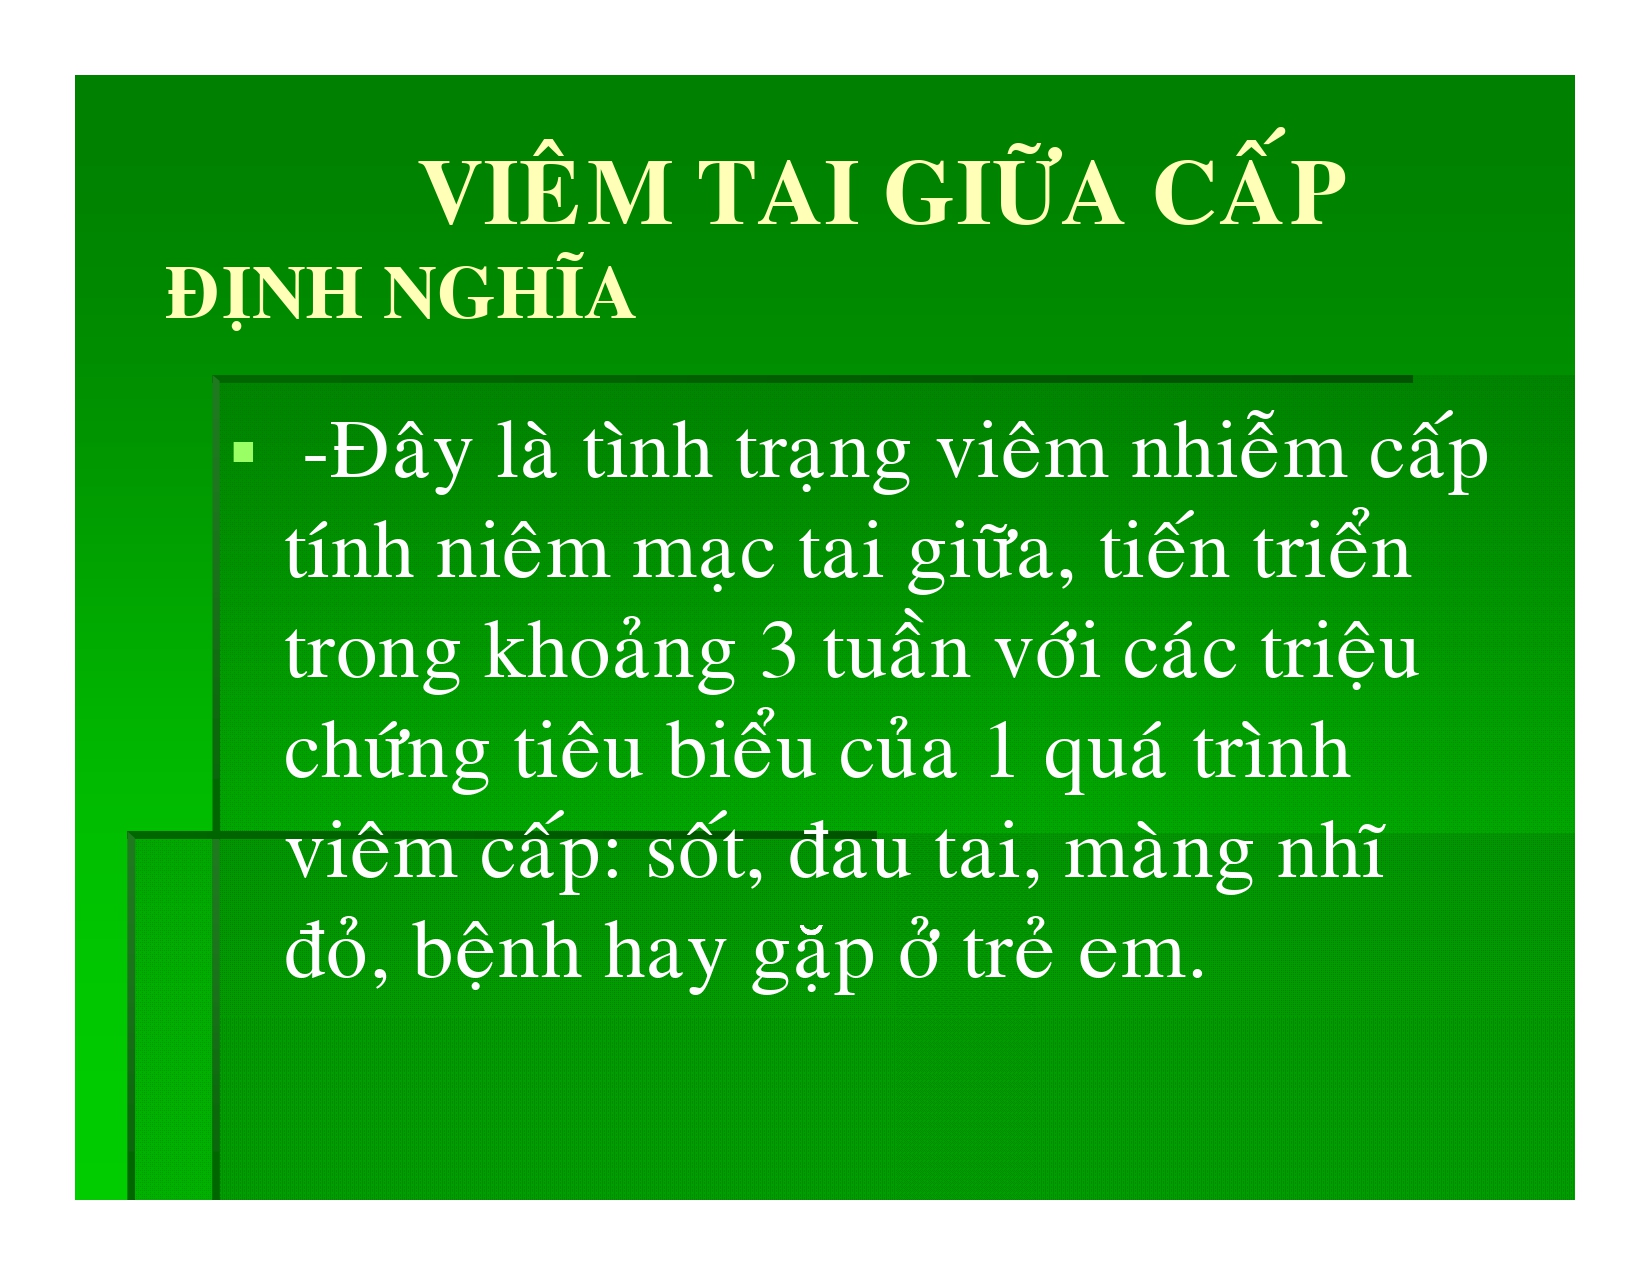 VIÊM TAI GIỮA CẤP
ĐỊNH NGHĨA
-Đây là tình trạng viêm nhiễm cấp
tính niêm mạc tai giữa, tiến triển
trong khoảng 3 tuần với các triệu
chứng tiêu biểu của 1 quá trình
viêm cấp: sốt, đau tai, màng nhĩ
đỏ, bệnh hay gặp ở trẻ em.